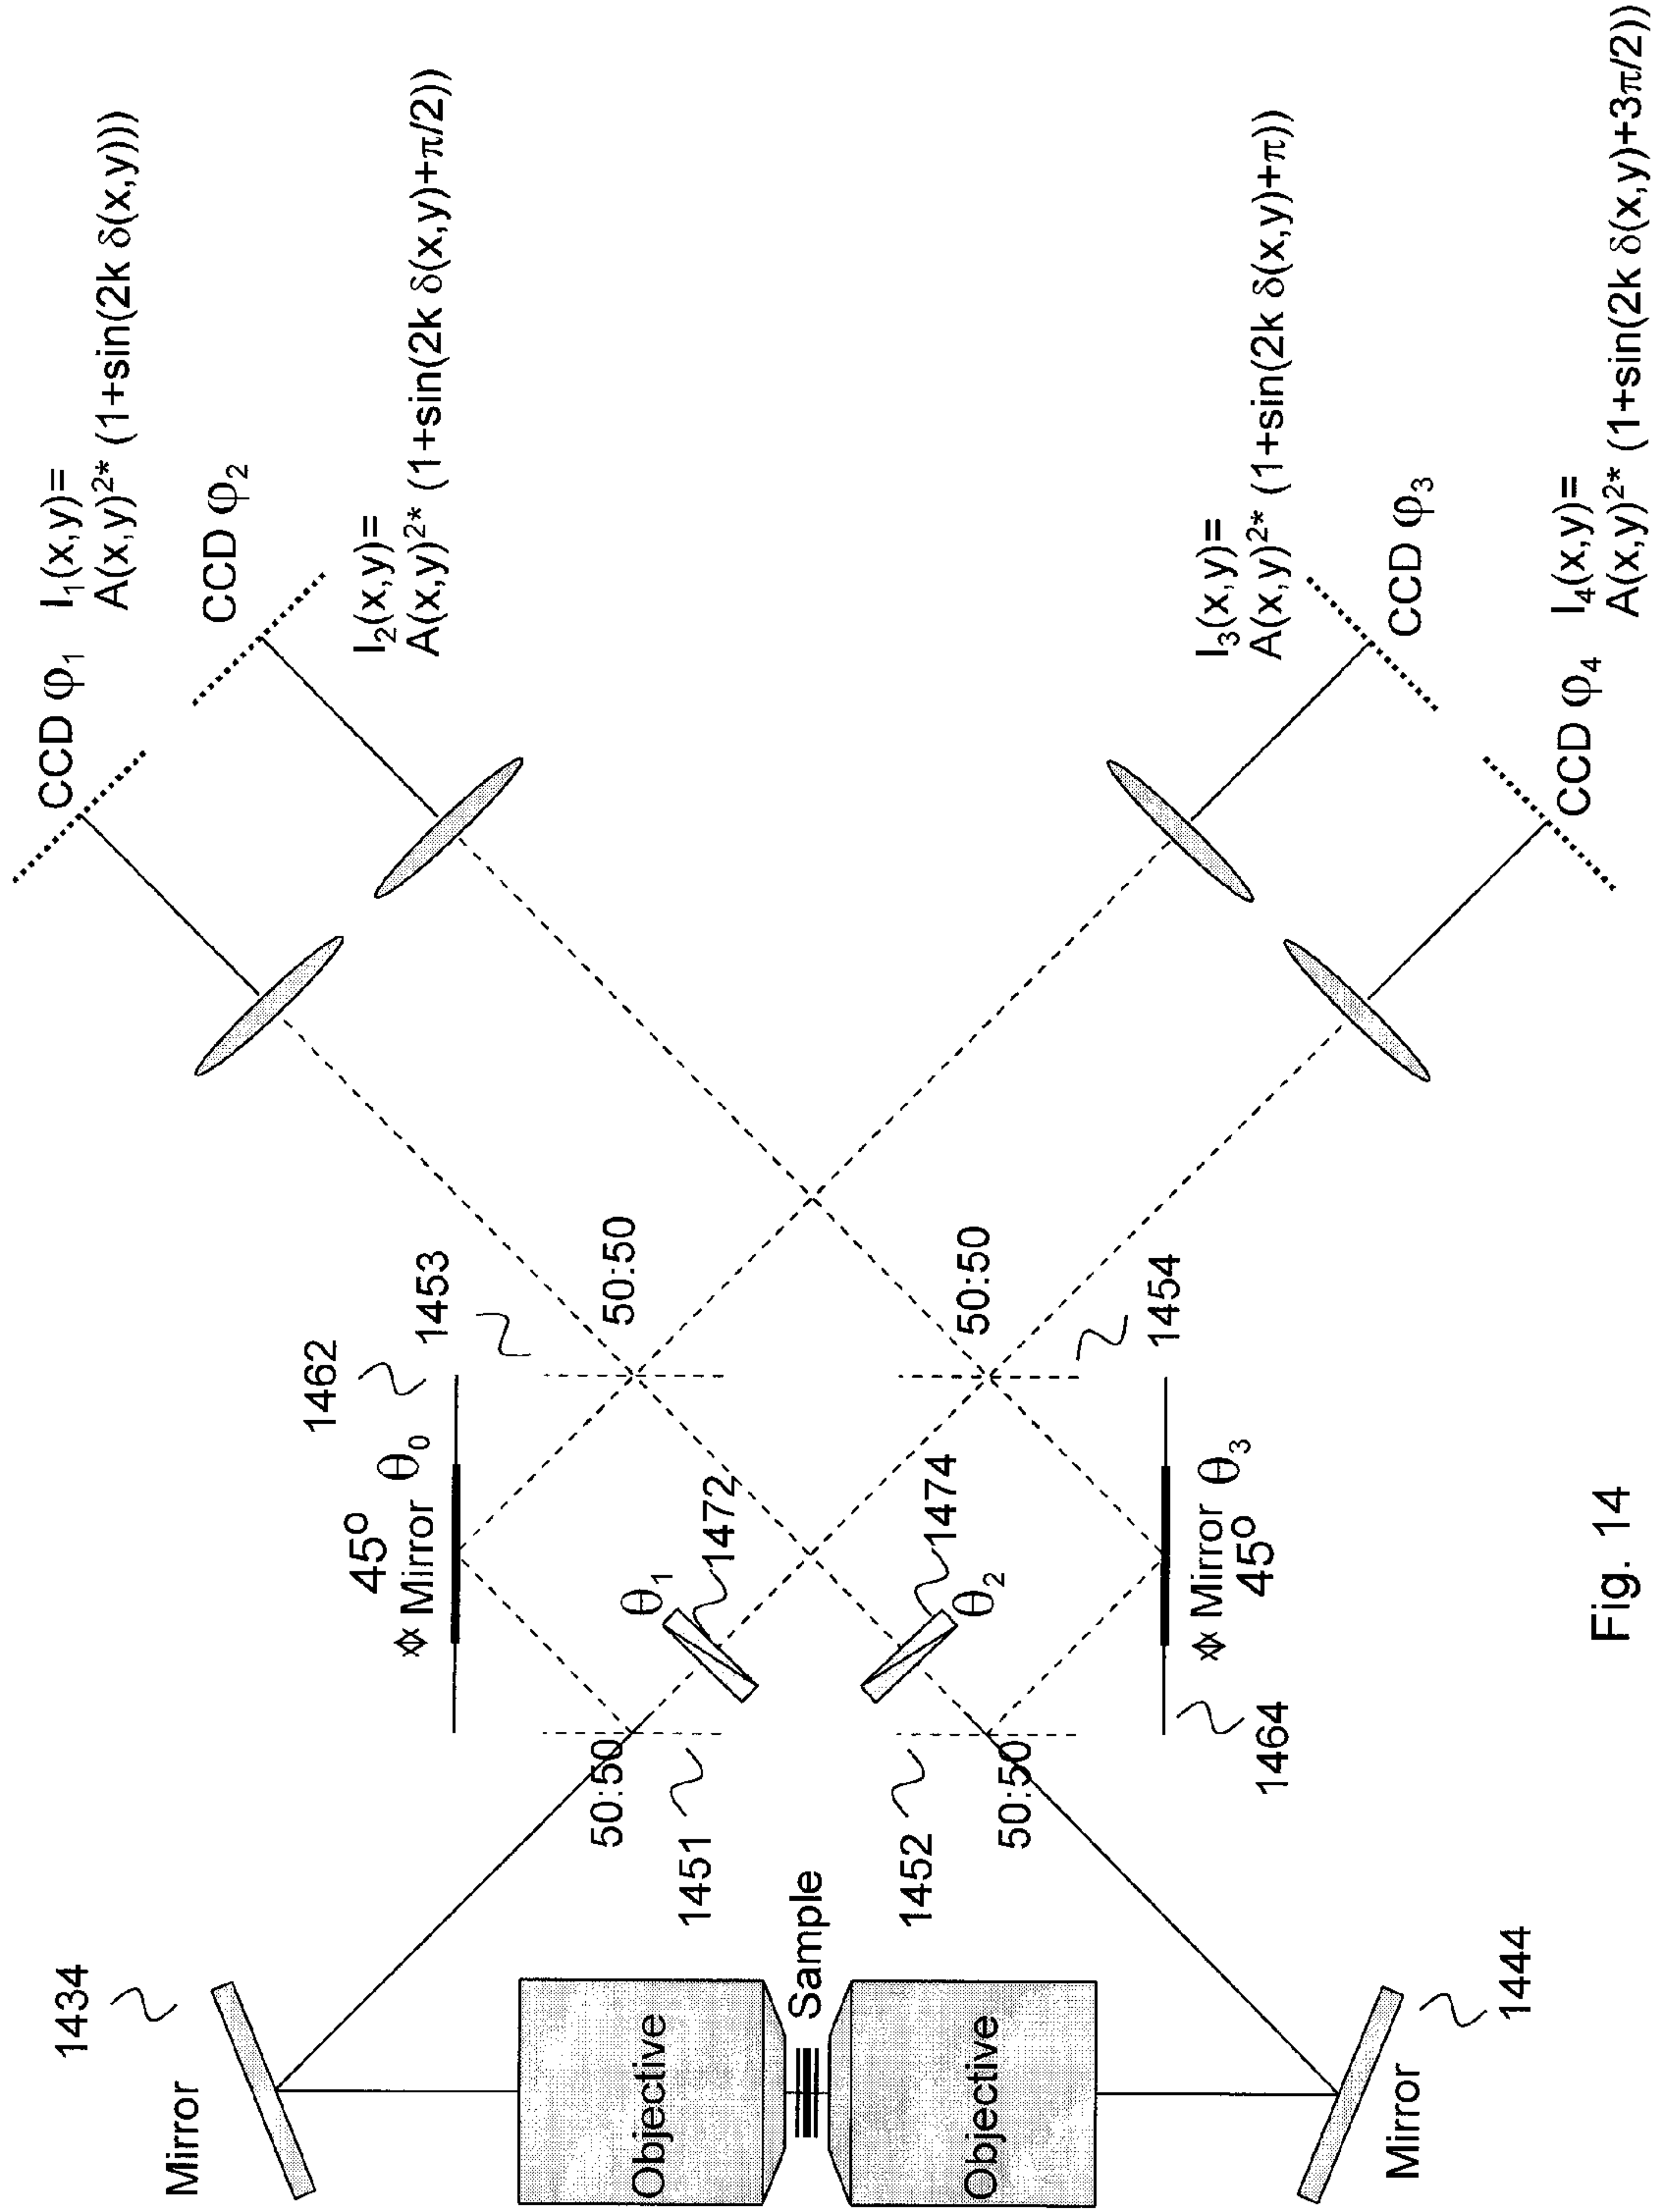 CCD φ₁
I₁(x,y)=
A(x,y)²* (1+sin(2k δ(x,y))))
CCD φ₂
I₂(x,y)=
A(x,y)²* (1+sin(2k δ(x,y)+π/2))
I₃(x,y)=
A(x,y)²* (1+sin(2k δ(x,y)+π))
CCD φ₃
CCD φ₄
I₄(x,y)=
A(x,y)²* (1+sin(2k δ(x,y)+3π/2))
1434
Mirror
Objective
Sample
Objective
Mirror
1444
1462
1453
45º
Mirror θ₀
50:50
50:50
1451
θ₁
1472
1474
θ₂
1452
50:50
50:50
1454
Mirror θ₃
45º
1464
Fig. 14